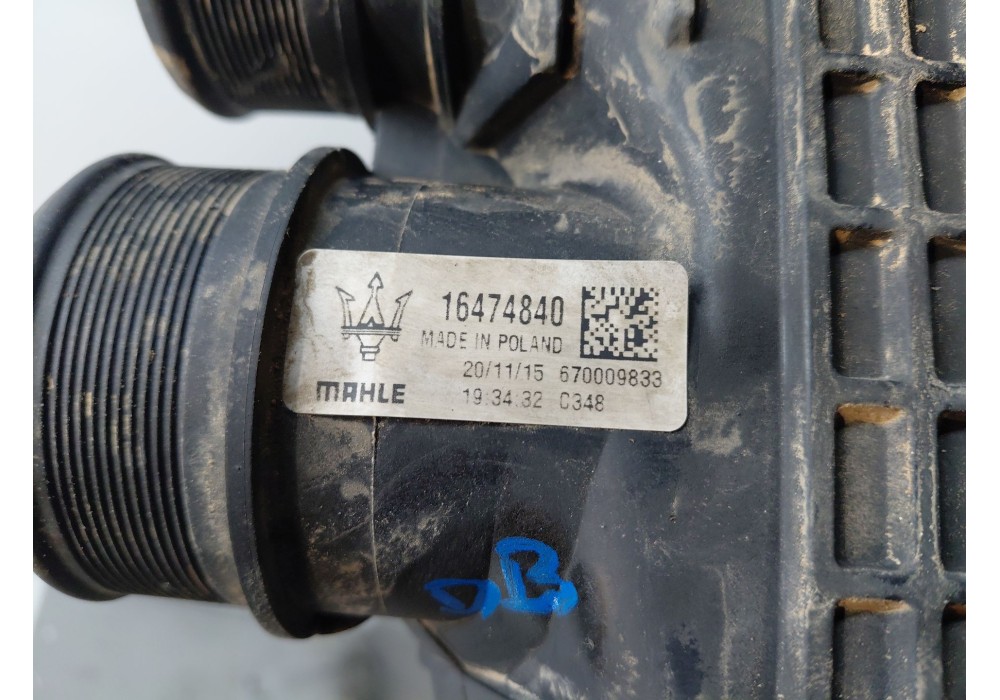 16474840
MADE IN POLAND
20/11/15 670009833
MAHLE 19:34:32 C348